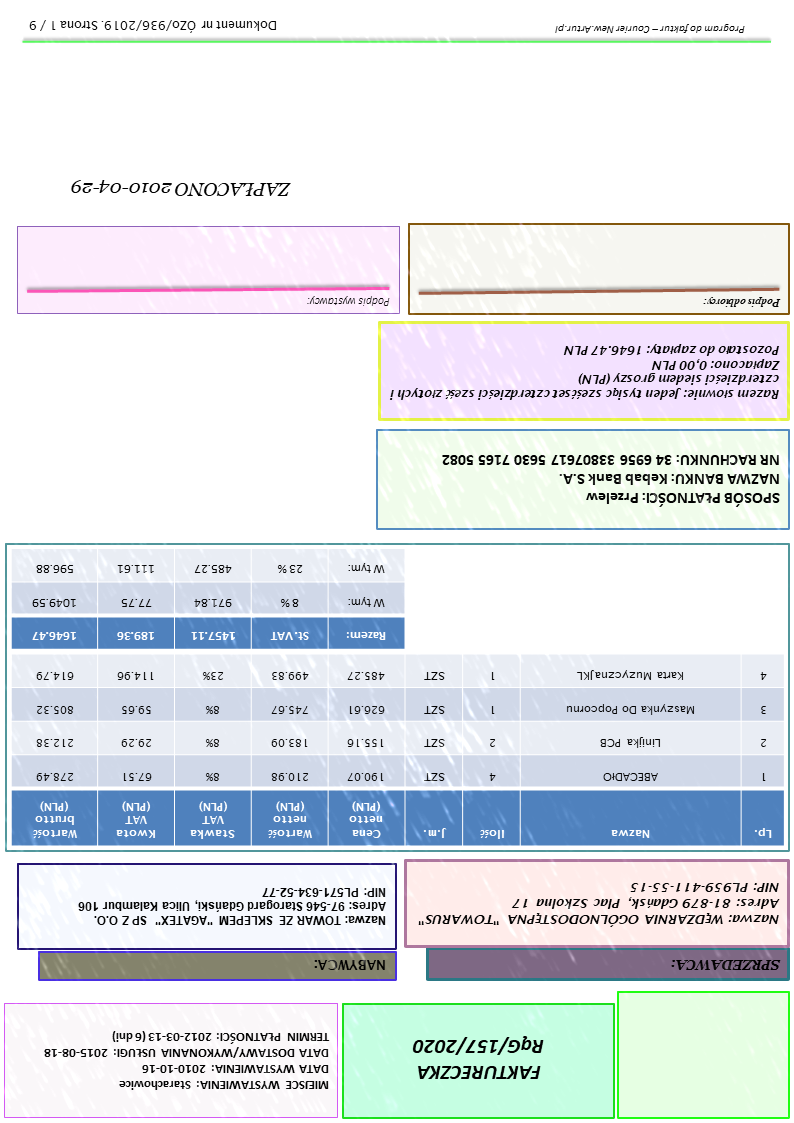 FAKTURECZKA
RąG/157/2020
MIEJSCE WYSTAWIENIA: Starachowice
DATA WYSTAWIENIA: 2010-10-16
DATA DOSTAWY/WYKONANIA USŁUGI: 2015-08-18
TERMIN PŁATNOŚCI: 2012-03-13 (6 dni)
SPRZEDAWCA:
Nazwa: WĘDZARNIA OGÓLNODOSTĘPNA "TOWARUS"
Adres: 81-879 Gdańsk, Plac Szkolna 17
NIP: PL959-411-55-15
NABYWCA:
Nazwa: TOWAR ZE SKLEPEM "AGATEX" SP Z O.O.
Adres: 97-546 Starogard Gdański, Ulica Kalambur 106
NIP: PL571-634-52-77
Lp. Nazwa Ilość J.m. Cena netto (PLN) Wartość netto (PLN) Stawka VAT (PLN) Kwota VAT (PLN) Wartość brutto (PLN)
1 ABECADŁO 4 SZT 190.07 210.98 8% 67.51 278.49
2 Linijka PCB 2 SZT 155.16 183.09 8% 29.29 212.38
3 Maszynka Do Popcornu 1 SZT 626.61 745.67 8% 59.65 805.32
4 Karta MuzycznaJKL 1 SZT 485.27 499.83 23% 114.96 614.79
Razem: St.VAT 1457.11 189.36 1646.47
W tym: 8% 971.84 77.75 1049.59
W tym: 23% 485.27 111.61 596.88
SPOSÓB PŁATNOŚCI: Przelew
NAZWA BANKU: Kebab Bank S.A.
NR RACHUNKU: 34 6956 33807617 5630 7165 5082
Razem słownie: Jeden tysiąc sześćset czterdzieści sześć złotych i
czterdzieści siedem groszy (PLN)
Zapłacono: 0,00 PLN
Pozostało do zapłaty: 1646.47 PLN
Podpis odbiorcy:
Podpis wystawcy:
ZAPŁACONO 2010-04-29
Program do faktur – Courier New.Artur.pl
Dokument nr ÓZO/936/2019. Strona 1 / 9